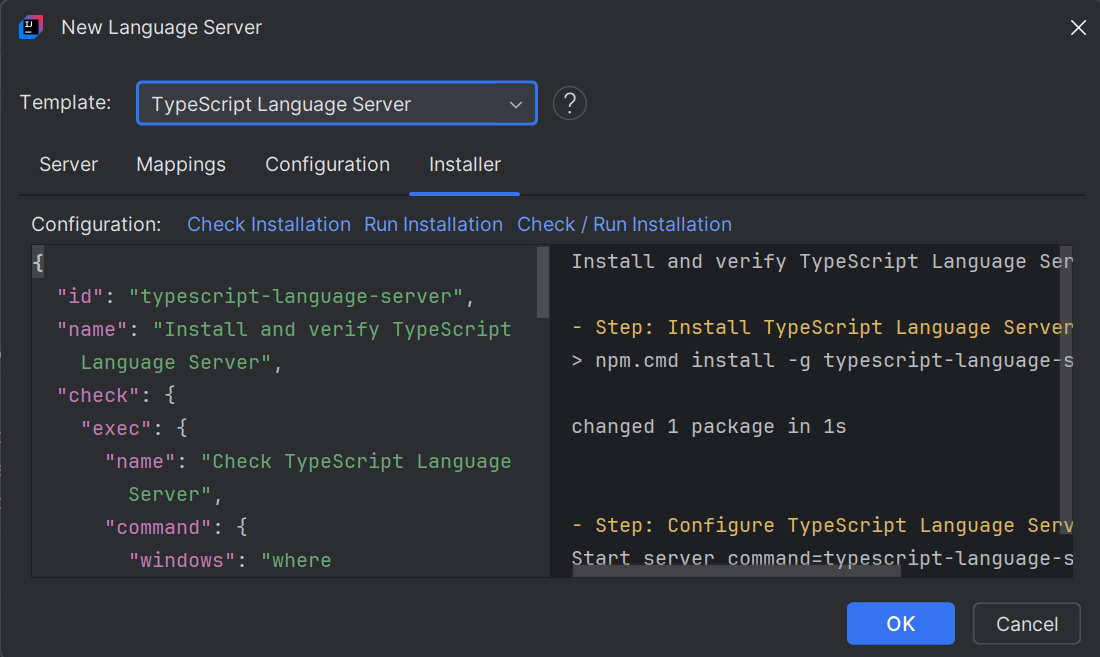 New Language Server
Template: TypeScript Language Server ?
Server Mappings Configuration Installer
Configuration: Check Installation Run Installation Check / Run Installation
{
"id": "typescript-language-server",
"name": "Install and verify TypeScript
Language Server",
"check": {
"exec": {
"name": "Check TypeScript Language
Server",
"command": {
"windows": "where
Install and verify TypeScript Language Ser
- Step: Install TypeScript Language Server
> npm.cmd install -g typescript-language-s
changed 1 package in 1s
- Step: Configure TypeScript Language Serv
Start server command=typescript-language-s
OK Cancel